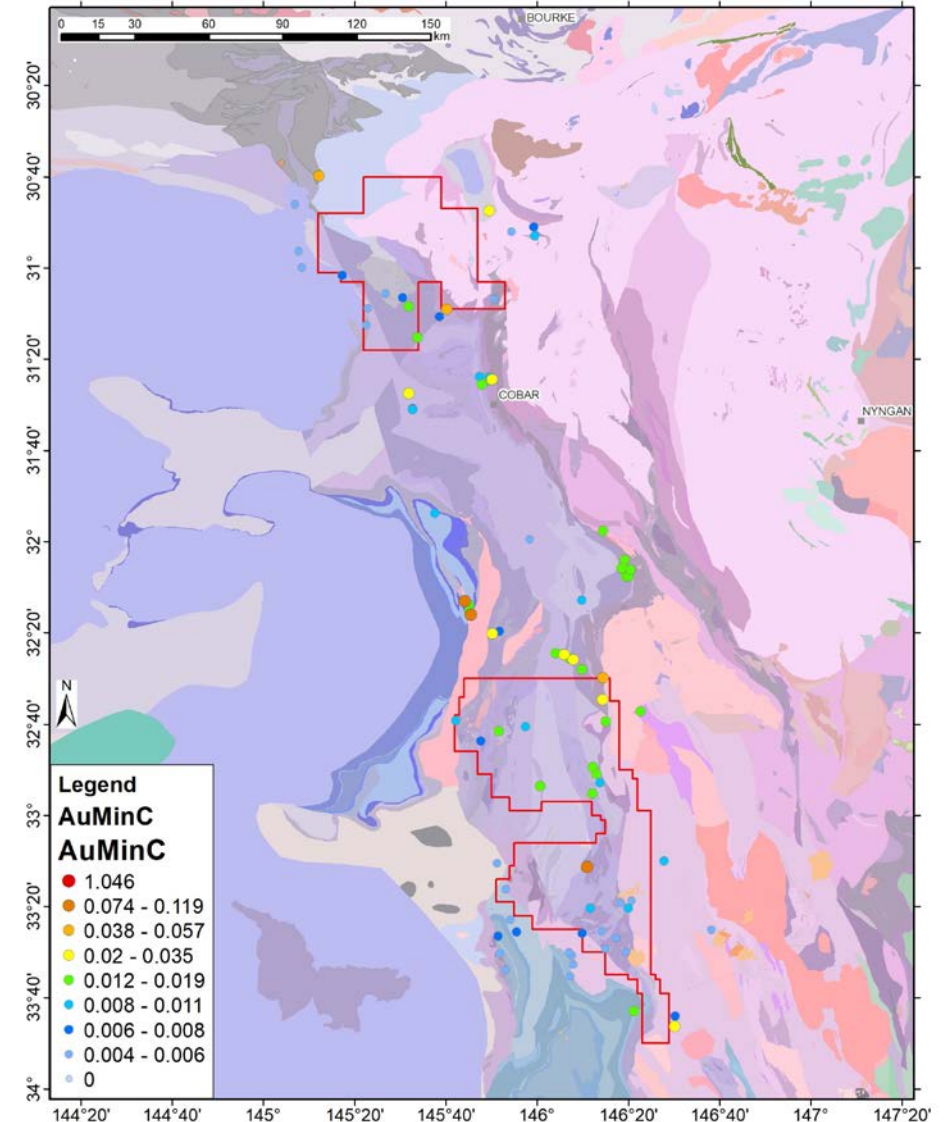 BOURKE
0 15 30 60 90 120 150
km
30°20'
30°40'
31°
31°20'
COBAR
NYNGAN
31°40'
32°
32°20'
N
32°40'
33°
33°20'
33°40'
34°
Legend
AuMinC
AuMinC
1.046
0.074 - 0.119
0.038 - 0.057
0.02 - 0.035
0.012 - 0.019
0.008 - 0.011
0.006 - 0.008
0.004 - 0.006
0
144°20' 144°40' 145° 145°20' 145°40' 146° 146°20' 146°40' 147° 147°20'